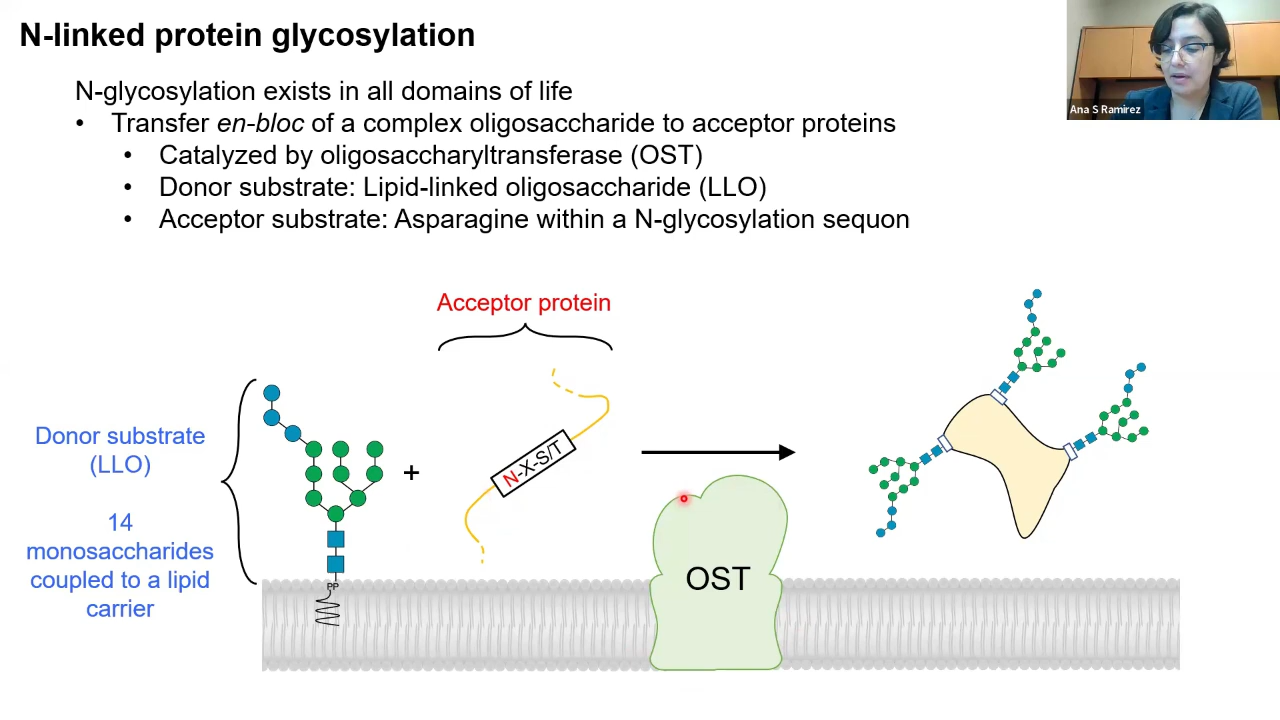 N-linked protein glycosylation
Ana S Ramirez
N-glycosylation exists in all domains of life
• Transfer en-bloc of a complex oligosaccharide to acceptor proteins
• Catalyzed by oligosaccharyltransferase (OST)
• Donor substrate: Lipid-linked oligosaccharide (LLO)
• Acceptor substrate: Asparagine within a N-glycosylation sequon
Acceptor protein
Donor substrate
(LLO)
14
monosaccharides
coupled to a lipid
carrier
+
N-X-S/T
PP
OST